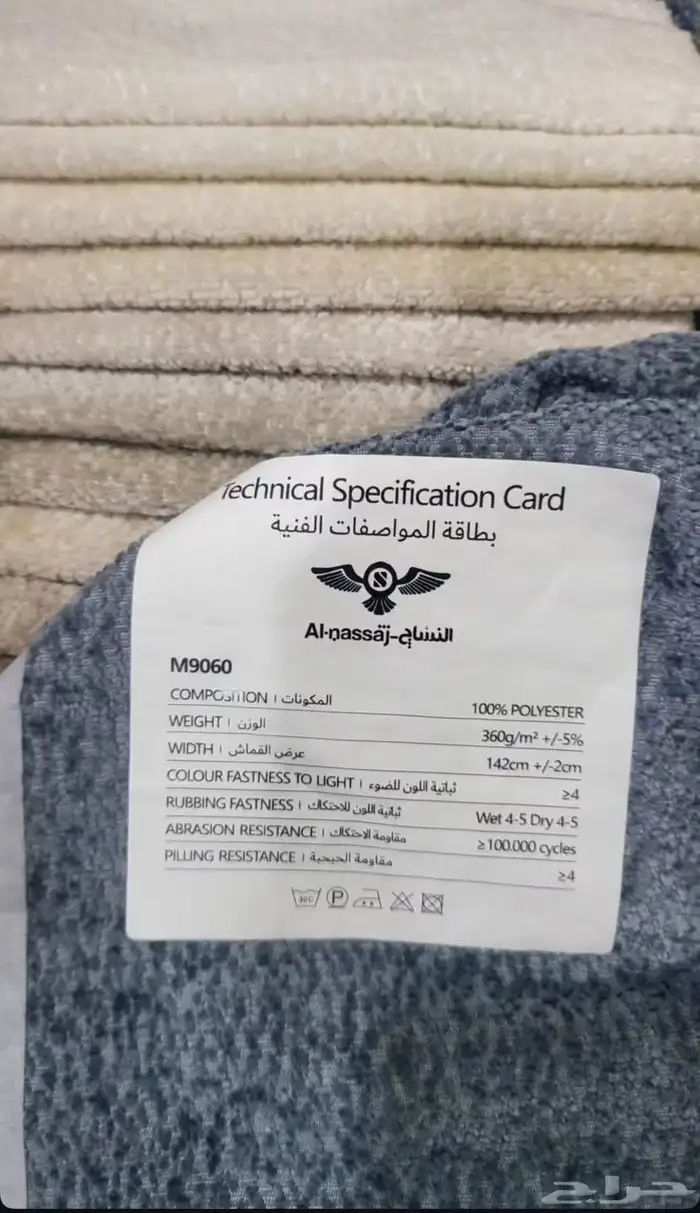 Technical Specification Card
بطاقة المواصفات الفنية
Al-nassaj-النساج
M9060
COMPOSITION | المكونات 100% POLYESTER
WEIGHT | الوزن 360g/m² +/-5%
WIDTH | عرض القماش 142cm +/-2cm
COLOUR FASTNESS TO LIGHT | ثباتية اللون للضوء ≥4
RUBBING FASTNESS | ثباتية اللون للاحتكاك Wet 4-5 Dry 4-5
ABRASION RESISTANCE | مقاومة الاحتكاك ≥100.000 cycles
PILLING RESISTANCE | مقاومة الحبحبة ≥4
P
حراج